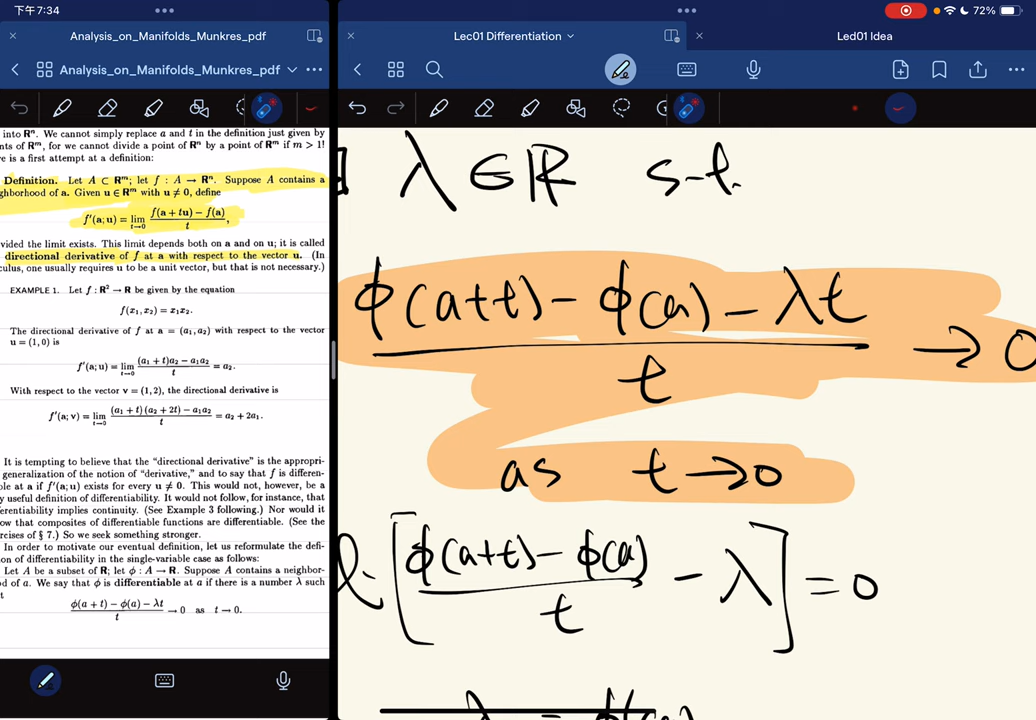 下午7:34
72%
Analysis_on_Manifolds_Munkres_pdf
Lec01 Differentiation
Led01 Idea
Analysis_on_Manifolds_Munkres_pdf
into Rⁿ. We cannot simply replace a and t in the definition just given by
nts of Rᵐ, for we cannot divide a point of Rⁿ by a point of Rᵐ if m > 1!
re is a first attempt at a definition:
Definition. Let A ⊂ Rᵐ; let f : A → Rⁿ. Suppose A contains a
ghborhood of a. Given u ∈ Rᵐ with u ≠ 0, define
f′(a; u) = lim_{t→0} (f(a + tu) − f(a))/t,
vided the limit exists. This limit depends both on a and on u; it is called
directional derivative of f at a with respect to the vector u. (In
culus, one usually requires u to be a unit vector, but that is not necessary.)
EXAMPLE 1. Let f : R² → R be given by the equation
f(x₁, x₂) = x₁x₂.
The directional derivative of f at a = (a₁, a₂) with respect to the vector
u = (1, 0) is
f′(a; u) = lim_{t→0} ((a₁ + t)a₂ − a₁a₂)/t = a₂.
With respect to the vector v = (1, 2), the directional derivative is
f′(a; v) = lim_{t→0} ((a₁ + t)(a₂ + 2t) − a₁a₂)/t = a₂ + 2a₁.
It is tempting to believe that the "directional derivative" is the appropri-
generalization of the notion of "derivative," and to say that f is differen-
ble at a if f′(a; u) exists for every u ≠ 0. This would not, however, be a
y useful definition of differentiability. It would not follow, for instance, that
erentiability implies continuity. (See Example 3 following.) Nor would it
ow that composites of differentiable functions are differentiable. (See the
rcises of § 7.) So we seek something stronger.
In order to motivate our eventual definition, let us reformulate the defi-
on of differentiability in the single-variable case as follows:
Let A be a subset of R; let φ : A → R. Suppose A contains a neighbor-
d of a. We say that φ is differentiable at a if there is a number λ such
t
(φ(a + t) − φ(a) − λt)/t → 0 as t → 0.
λ ∈ ℝ s.t.
(ϕ(a+t) − ϕ(a) − λt)/t → 0
as t → 0
[(ϕ(a+t) − ϕ(a))/t − λ] = 0